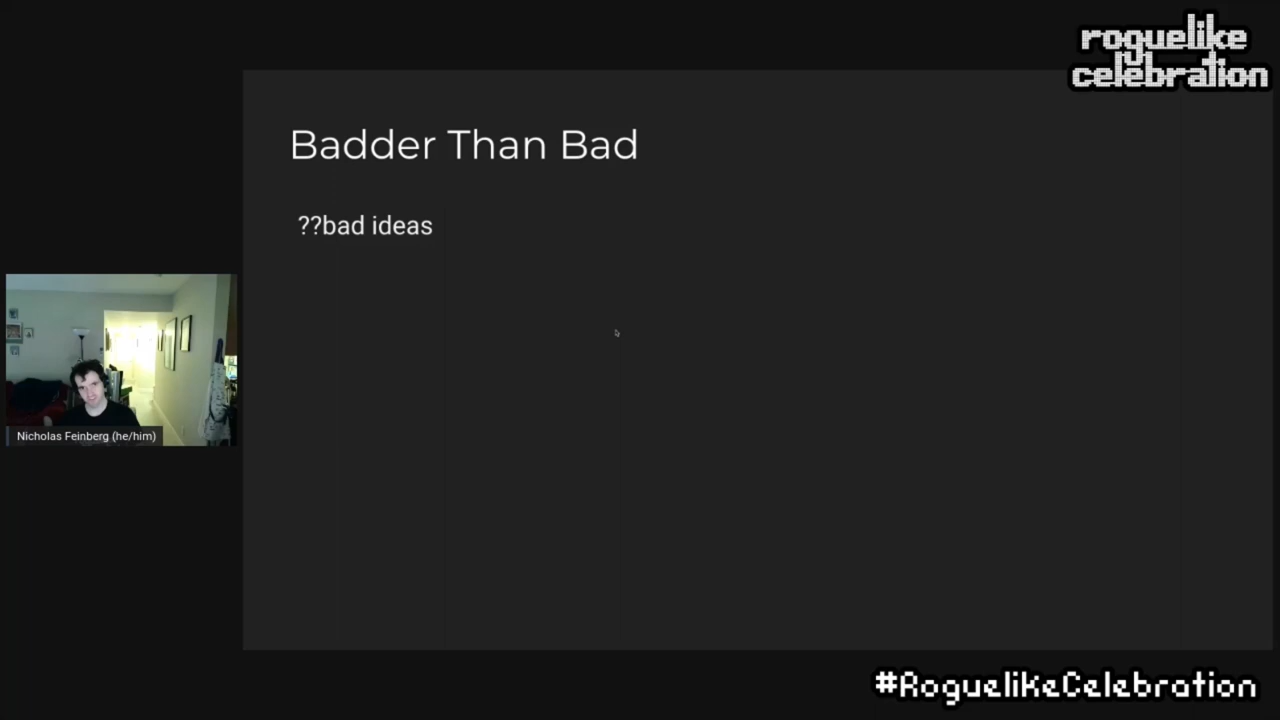 roguelike
celebration
Badder Than Bad
??bad ideas
Nicholas Feinberg (he/him)
#RoguelikeCelebration